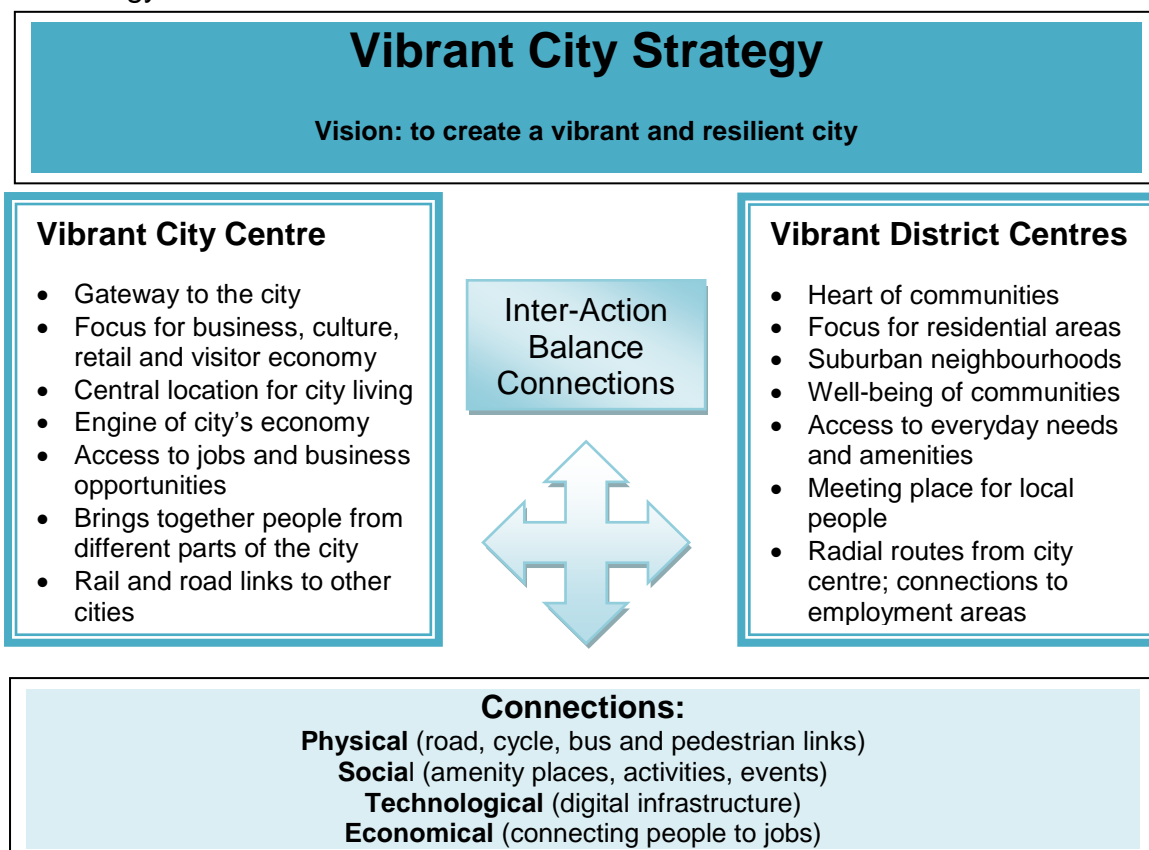 Vibrant City Strategy
Vision: to create a vibrant and resilient city
Vibrant City Centre
• Gateway to the city
• Focus for business, culture,
retail and visitor economy
• Central location for city living
• Engine of city's economy
• Access to jobs and business
opportunities
• Brings together people from
different parts of the city
• Rail and road links to other
cities
Inter-Action
Balance
Connections
Vibrant District Centres
• Heart of communities
• Focus for residential areas
• Suburban neighbourhoods
• Well-being of communities
• Access to everyday needs
and amenities
• Meeting place for local
people
• Radial routes from city
centre; connections to
employment areas
Connections:
Physical (road, cycle, bus and pedestrian links)
Social (amenity places, activities, events)
Technological (digital infrastructure)
Economical (connecting people to jobs)